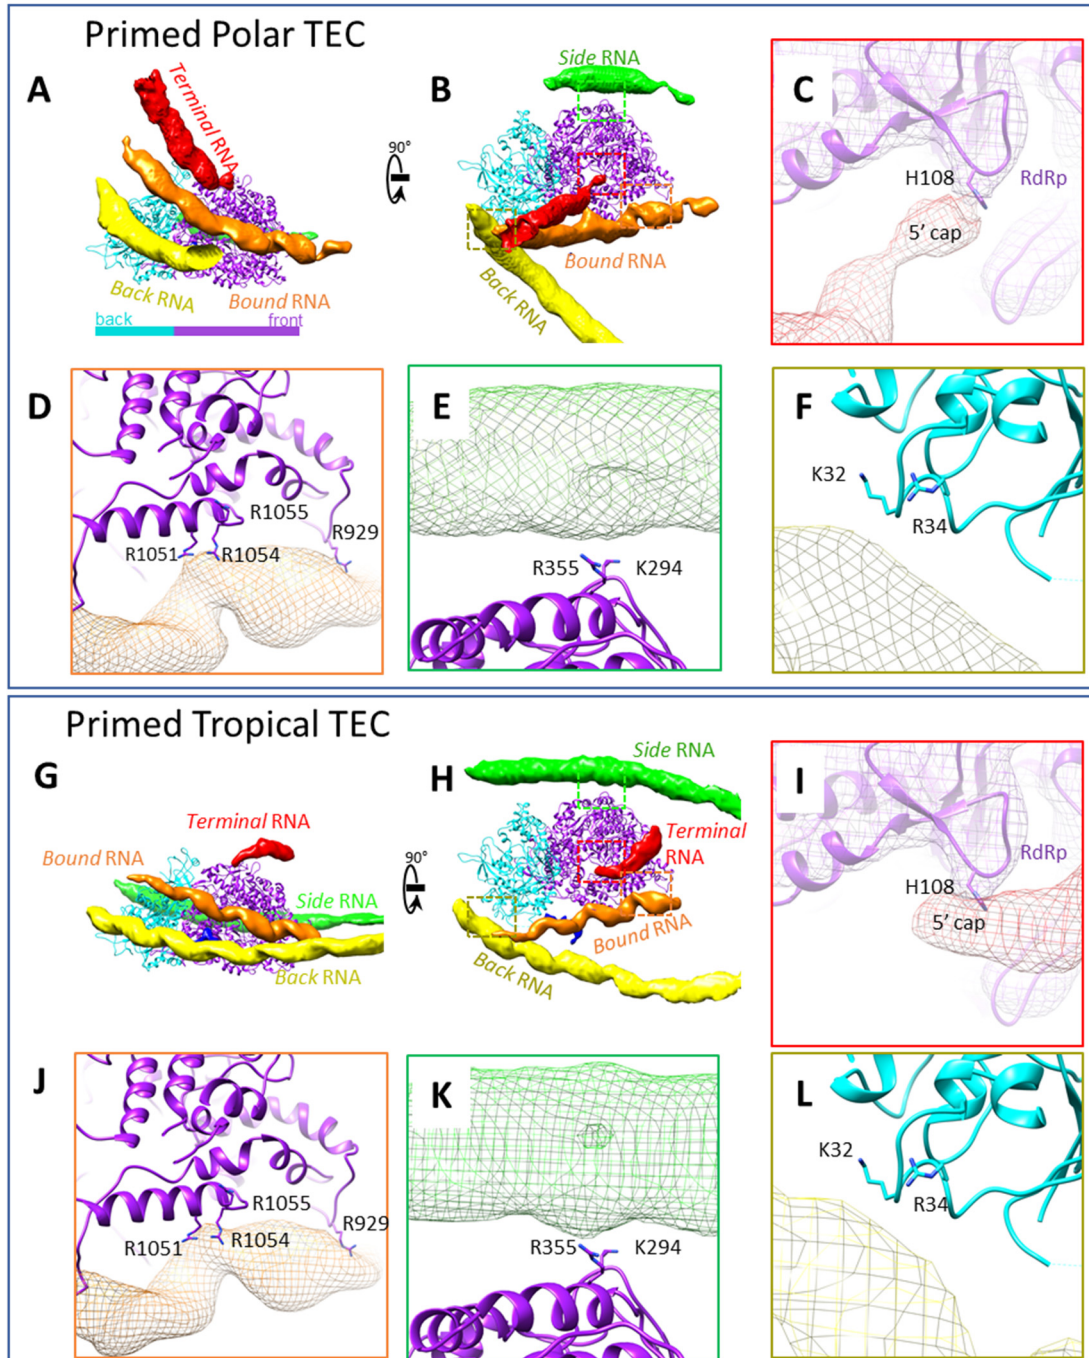 Primed Polar TEC
A
Terminal RNA
Back RNA
Bound RNA
back
front
90°
B
Side RNA
Bound RNA
Back RNA
C
H108
RdRp
5' cap
D
R1055
R929
R1051
R1054
E
R355
K294
F
K32
R34
Primed Tropical TEC
G
Terminal RNA
Bound RNA
Side RNA
Back RNA
90°
H
Side RNA
Terminal
RNA
Bound RNA
Back RNA
I
RdRp
H108
5' cap
J
R1055
R929
R1051
R1054
K
R355
K294
L
K32
R34